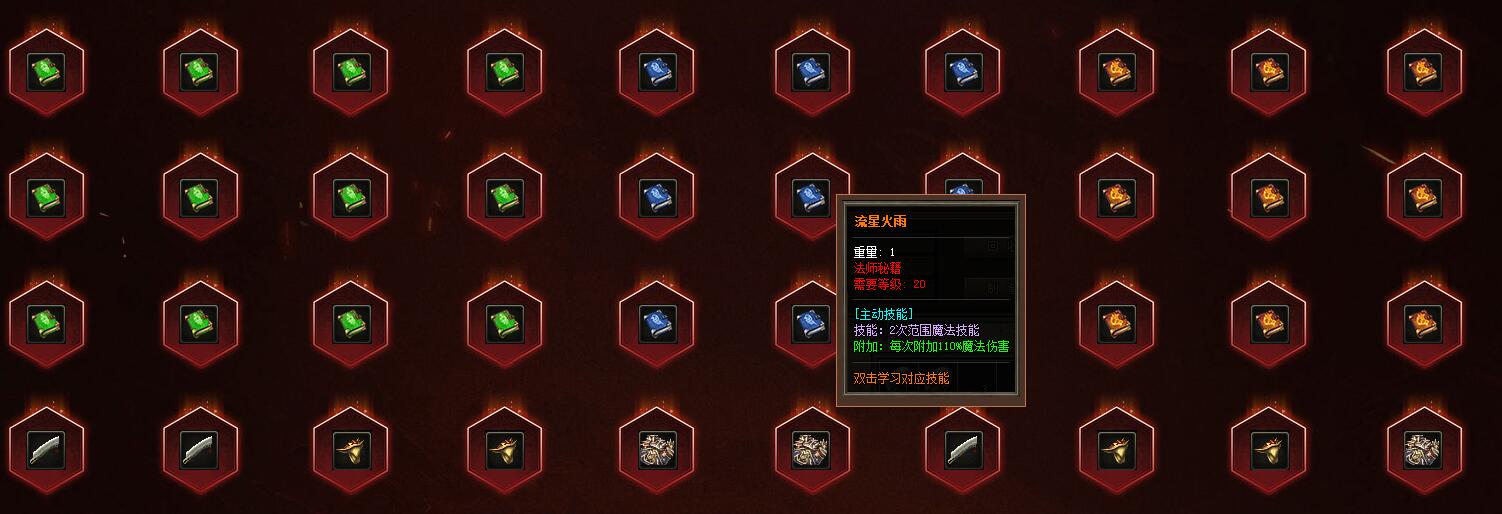 流星火雨
重量: 1
法师秘籍
需要等级: 20
[主动技能]
技能: 2次范围魔法技能
附加: 每次附加110%魔法伤害
双击学习对应技能